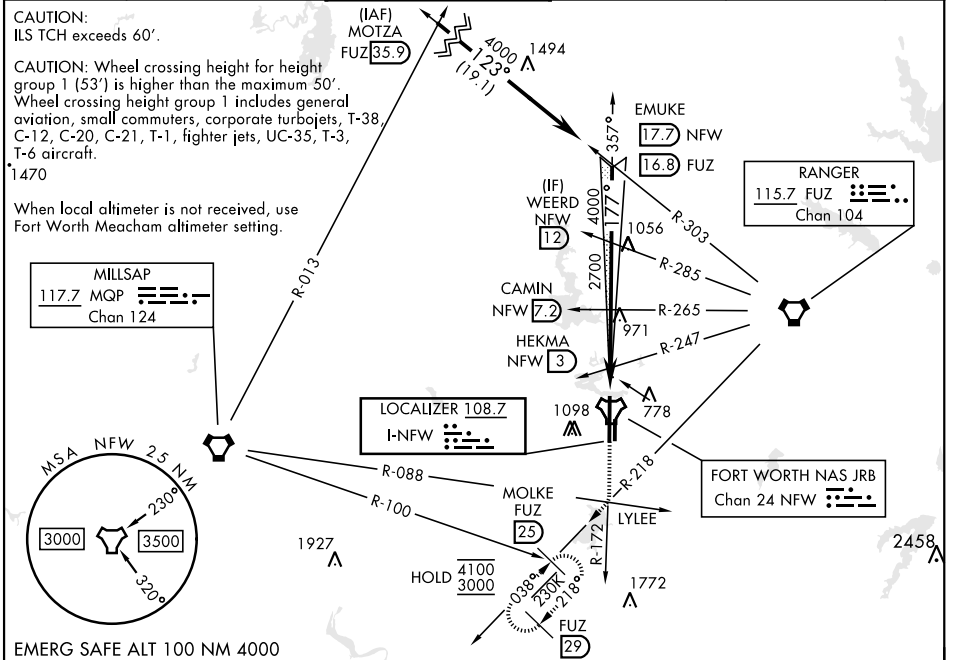 CAUTION:
ILS TCH exceeds 60'.
CAUTION: Wheel crossing height for height
group 1 (53') is higher than the maximum 50'.
Wheel crossing height group 1 includes general
aviation, small commuters, corporate turbojets, T-38,
C-12, C-20, C-21, T-1, fighter jets, UC-35, T-3,
T-6 aircraft.
1470
When local altimeter is not received, use
Fort Worth Meacham altimeter setting.
(IAF)
MOTZA
FUZ 35.9
4000
123°
(19.1)
1494
EMUKE
17.7 NFW
16.8 FUZ
357°
RANGER
115.7 FUZ
Chan 104
(IF)
WEERD
NFW
12
4000
177°
2700
1056
R-303
R-285
R-265
R-247
R-218
CAMIN
NFW 7.2
971
HEKMA
NFW 3
778
MILLSAP
117.7 MQP
Chan 124
R-013
LOCALIZER 108.7
I-NFW
1098
FORT WORTH NAS JRB
Chan 24 NFW
R-088
R-100
MOLKE
FUZ
25
LYLEE
R-172
HOLD 4100
3000
038°
230K
218°
FUZ
29
1927
1772
2458
MSA NFW 25 NM
230°
3000
3500
320°
EMERG SAFE ALT 100 NM 4000